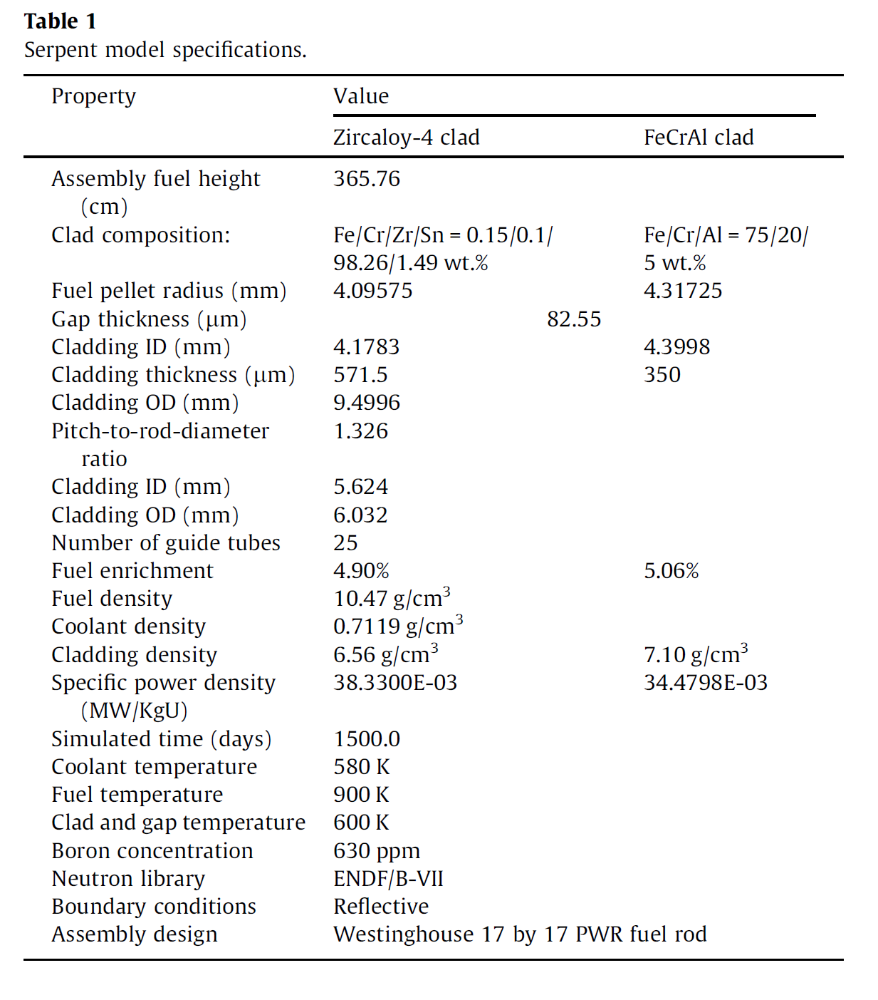 Table 1
Serpent model specifications.
Property Value
Zircaloy-4 clad FeCrAl clad
Assembly fuel height 365.76
(cm)
Clad composition: Fe/Cr/Zr/Sn = 0.15/0.1/ Fe/Cr/Al = 75/20/
98.26/1.49 wt.% 5 wt.%
Fuel pellet radius (mm) 4.09575 4.31725
Gap thickness (μm) 82.55
Cladding ID (mm) 4.1783 4.3998
Cladding thickness (μm) 571.5 350
Cladding OD (mm) 9.4996
Pitch-to-rod-diameter 1.326
ratio
Cladding ID (mm) 5.624
Cladding OD (mm) 6.032
Number of guide tubes 25
Fuel enrichment 4.90% 5.06%
Fuel density 10.47 g/cm³
Coolant density 0.7119 g/cm³
Cladding density 6.56 g/cm³ 7.10 g/cm³
Specific power density 38.3300E-03 34.4798E-03
(MW/KgU)
Simulated time (days) 1500.0
Coolant temperature 580 K
Fuel temperature 900 K
Clad and gap temperature 600 K
Boron concentration 630 ppm
Neutron library ENDF/B-VII
Boundary conditions Reflective
Assembly design Westinghouse 17 by 17 PWR fuel rod